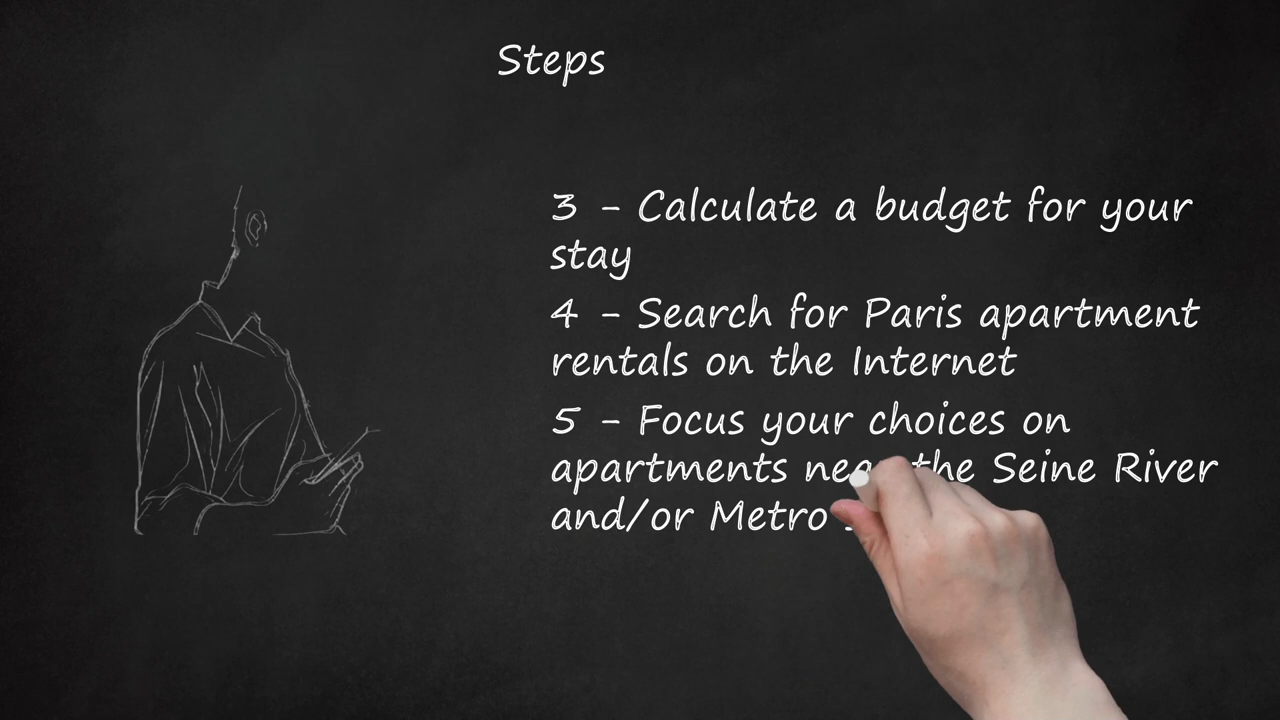 Steps
3 - Calculate a budget for your
stay
4 - Search for Paris apartment
rentals on the Internet
5 - Focus your choices on
apartments the Seine River
and/or Metro